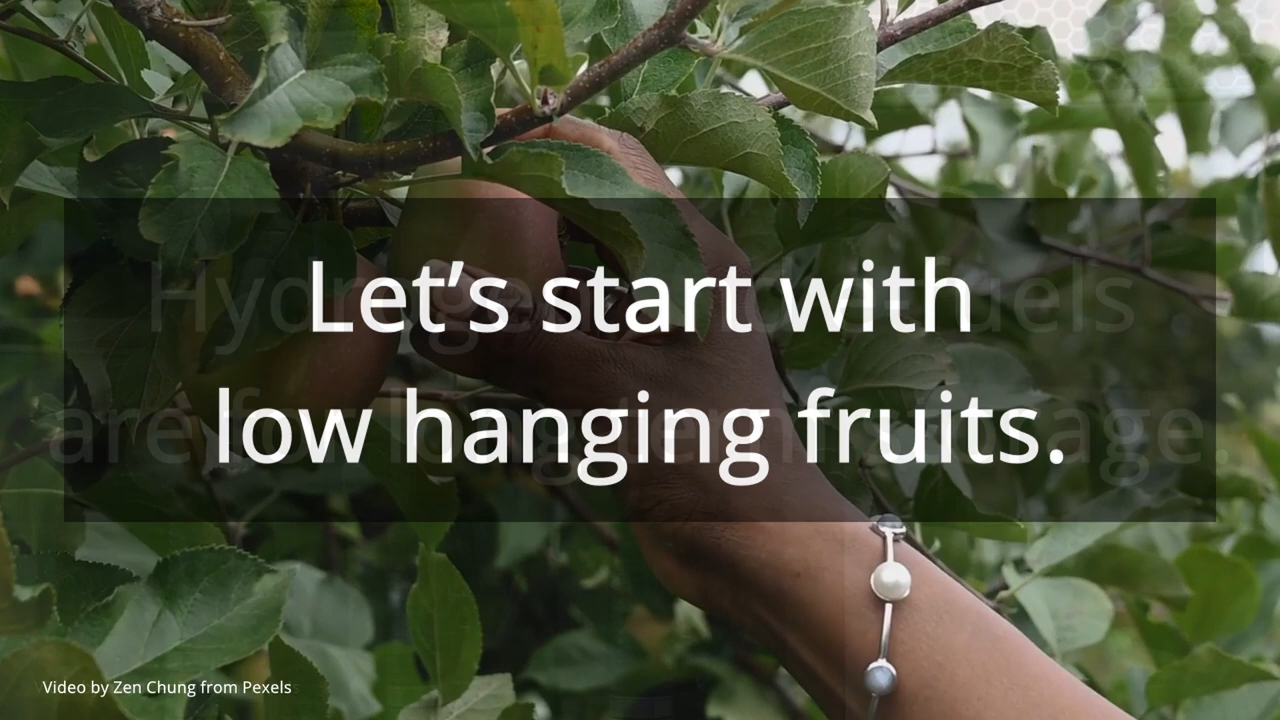 Let’s start with
low hanging fruits.
Video by Zen Chung from Pexels